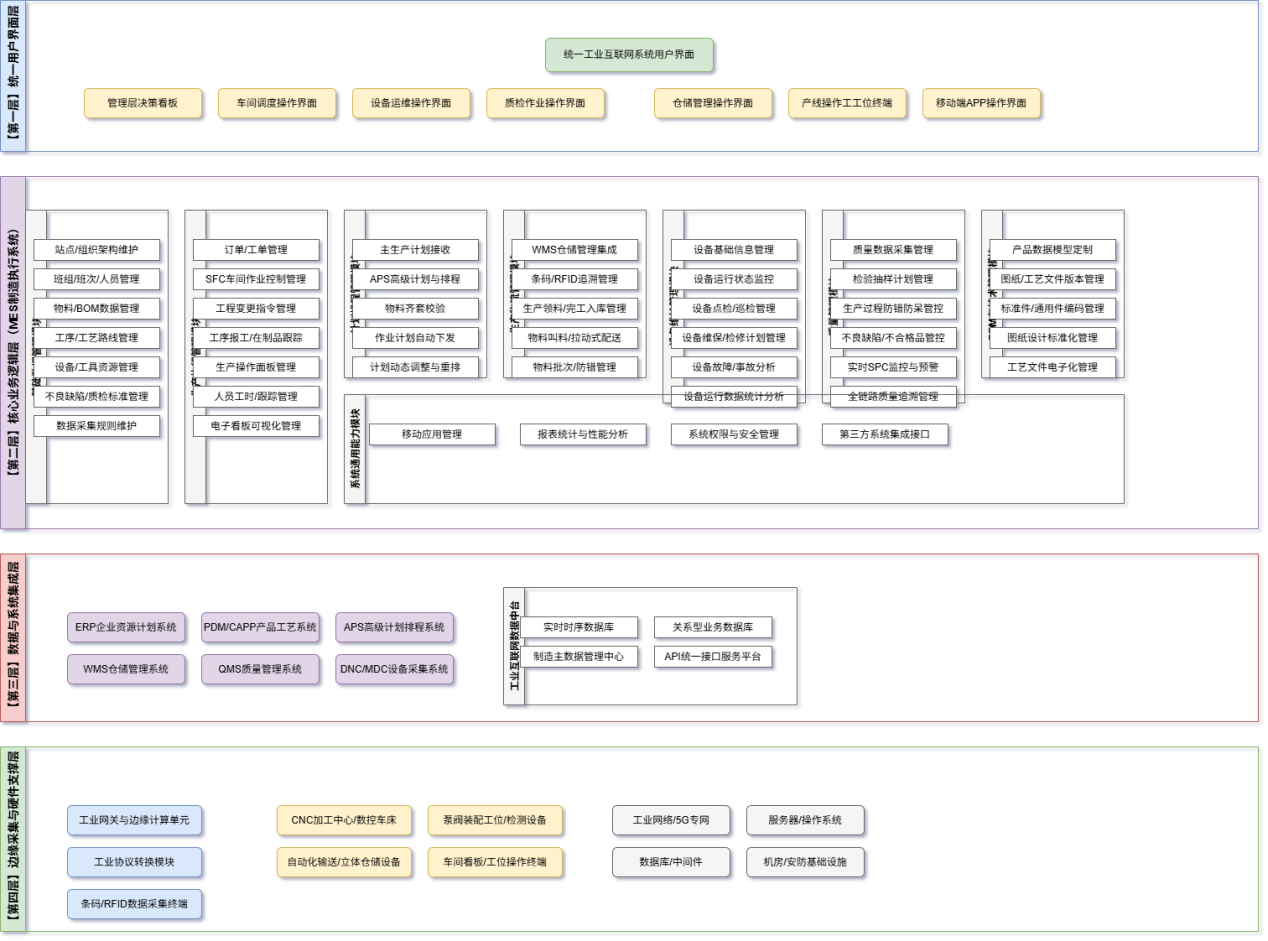 【第一层】统一用户界面层
统一工业互联网系统用户界面
管理层决策看板
车间调度操作界面
设备运维操作界面
质检作业操作界面
仓储管理操作界面
产线操作工工位终端
移动端APP操作界面
【第二层】核心业务逻辑层（MES制造执行系统）
站点/组织架构维护
班组/班次/人员管理
物料/BOM数据管理
工序/工艺路线管理
设备/工具资源管理
不良缺陷/质检标准管理
数据采集规则维护
订单/工单管理
SFC车间作业控制管理
工程变更指令管理
工序报工/在制品跟踪
生产操作面板管理
人员工时/跟踪管理
电子看板可视化管理
主生产计划接收
APS高级计划与排程
物料齐套校验
作业计划自动下发
计划动态调整与重排
WMS仓储管理集成
条码/RFID追溯管理
生产领料/完工入库管理
物料叫料/拉动式配送
物料批次/防错管理
设备基础信息管理
设备运行状态监控
设备点检/巡检管理
设备维保/检修计划管理
设备故障/事故分析
设备运行数据统计分析
质量数据采集管理
检验抽样计划管理
生产过程防错防呆管控
不良缺陷/不合格品管控
实时SPC监控与预警
全链路质量追溯管理
产品数据模型定制
图纸/工艺文件版本管理
标准件/通用件编码管理
图纸设计标准化管理
工艺文件电子化管理
系统通用能力模块
移动应用管理
报表统计与性能分析
系统权限与安全管理
第三方系统集成接口
【第三层】数据与系统集成层
ERP企业资源计划系统
PDM/CAPP产品工艺系统
APS高级计划排程系统
WMS仓储管理系统
QMS质量管理系统
DNC/MDC设备采集系统
工业互联网数据中台
实时时序数据库
关系型业务数据库
制造主数据管理中心
API统一接口服务平台
【第四层】边缘采集与硬件支撑层
工业网关与边缘计算单元
工业协议转换模块
条码/RFID数据采集终端
CNC加工中心/数控车床
泵阀装配工位/检测设备
自动化输送/立体仓储设备
车间看板/工位操作终端
工业网络/5G专网
服务器/操作系统
数据库/中间件
机房/安防基础设施